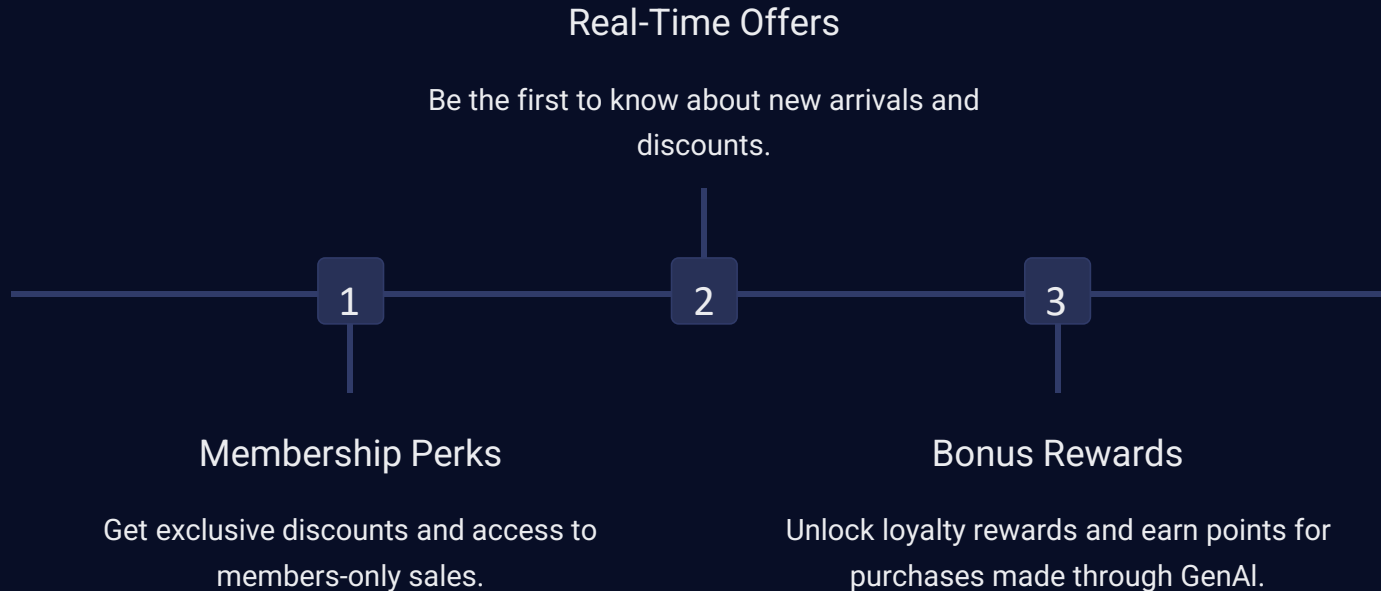 Real-Time Offers
Be the first to know about new arrivals and
discounts.
1
2
3
Membership Perks
Get exclusive discounts and access to
members-only sales.
Bonus Rewards
Unlock loyalty rewards and earn points for
purchases made through GenAI.